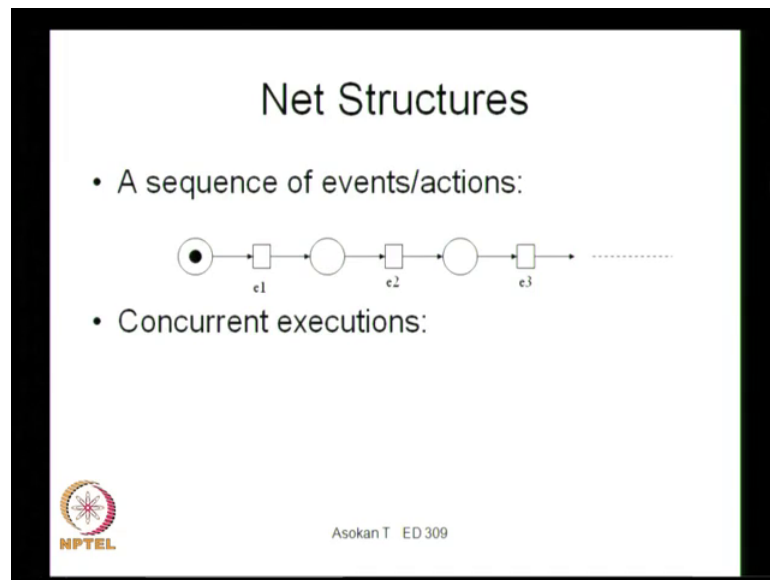 Net Structures
• A sequence of events/actions:
e1
e2
e3
• Concurrent executions:
NPTEL
Asokan T ED 309